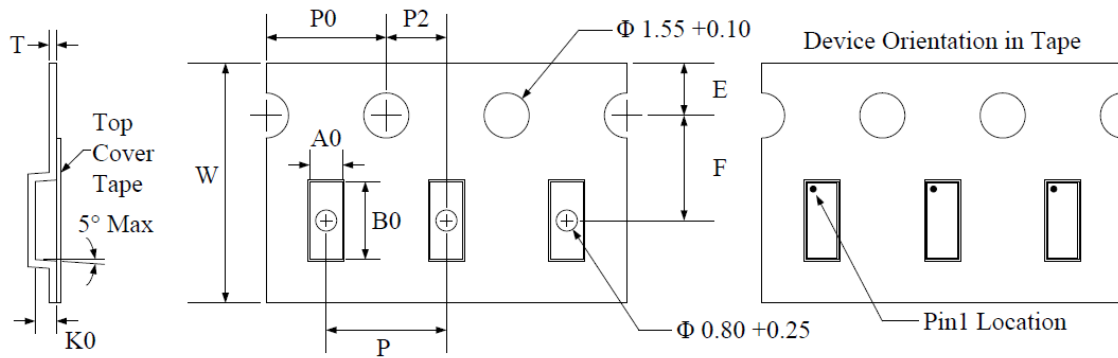 P0
P2
Φ 1.55 +0.10
Device Orientation in Tape
T
E
Top
Cover
Tape
A0
W
F
B0
5° Max
K0
P
Φ 0.80 +0.25
Pin1 Location